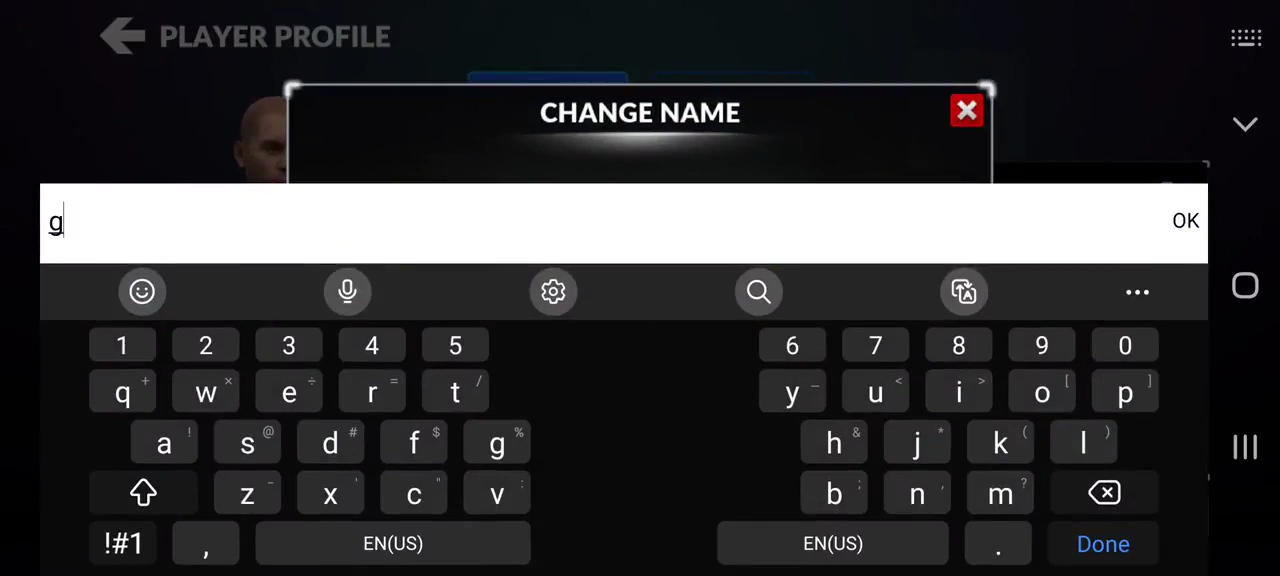 PLAYER PROFILE
CHANGE NAME
g
OK
1 2 3 4 5 6 7 8 9 0
q + w × e ÷ r = t / y _ u < i > o [ p ]
a ! s @ d # f $ g % h & j * k ( l )
z - x ' c " v : b ; n , m ?
!#1 , EN(US) EN(US) . Done